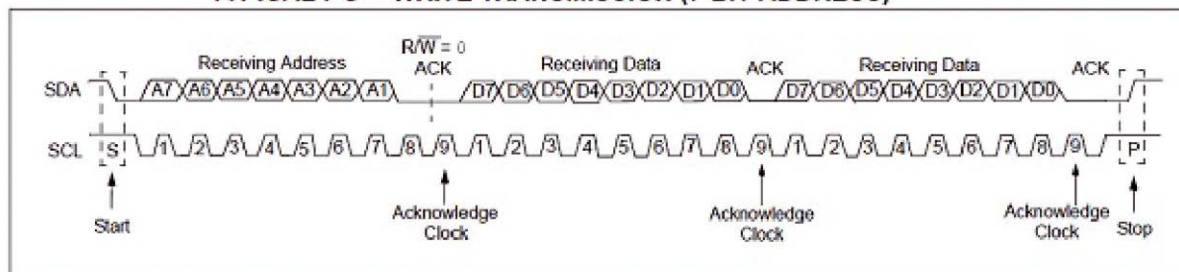 R/W = 0
Receiving Address ACK Receiving Data ACK Receiving Data ACK
SDA A7 A6 A5 A4 A3 A2 A1 D7 D6 D5 D4 D3 D2 D1 D0 D7 D6 D5 D4 D3 D2 D1 D0
SCL S 1 2 3 4 5 6 7 8 9 1 2 3 4 5 6 7 8 9 1 2 3 4 5 6 7 8 9 P
Start Acknowledge Clock Acknowledge Clock Acknowledge Clock Stop